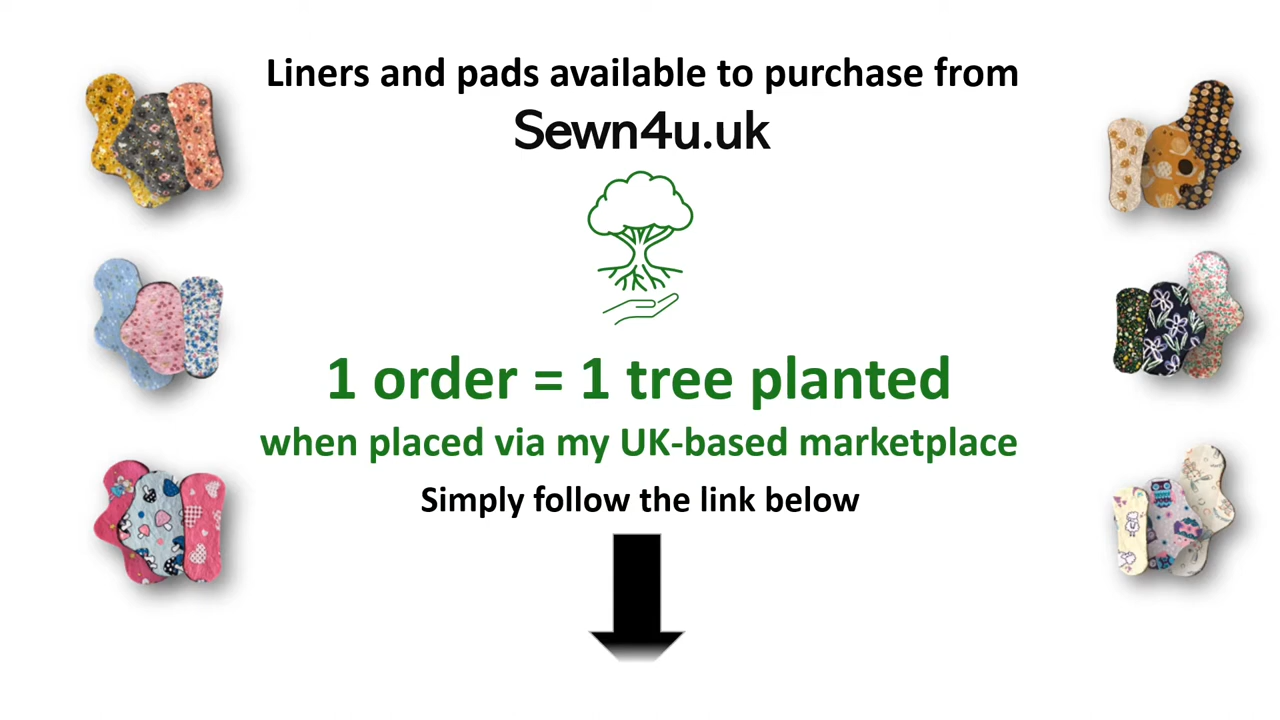 Liners and pads available to purchase from
Sewn4u.uk
1 order = 1 tree planted
when placed via my UK-based marketplace
Simply follow the link below